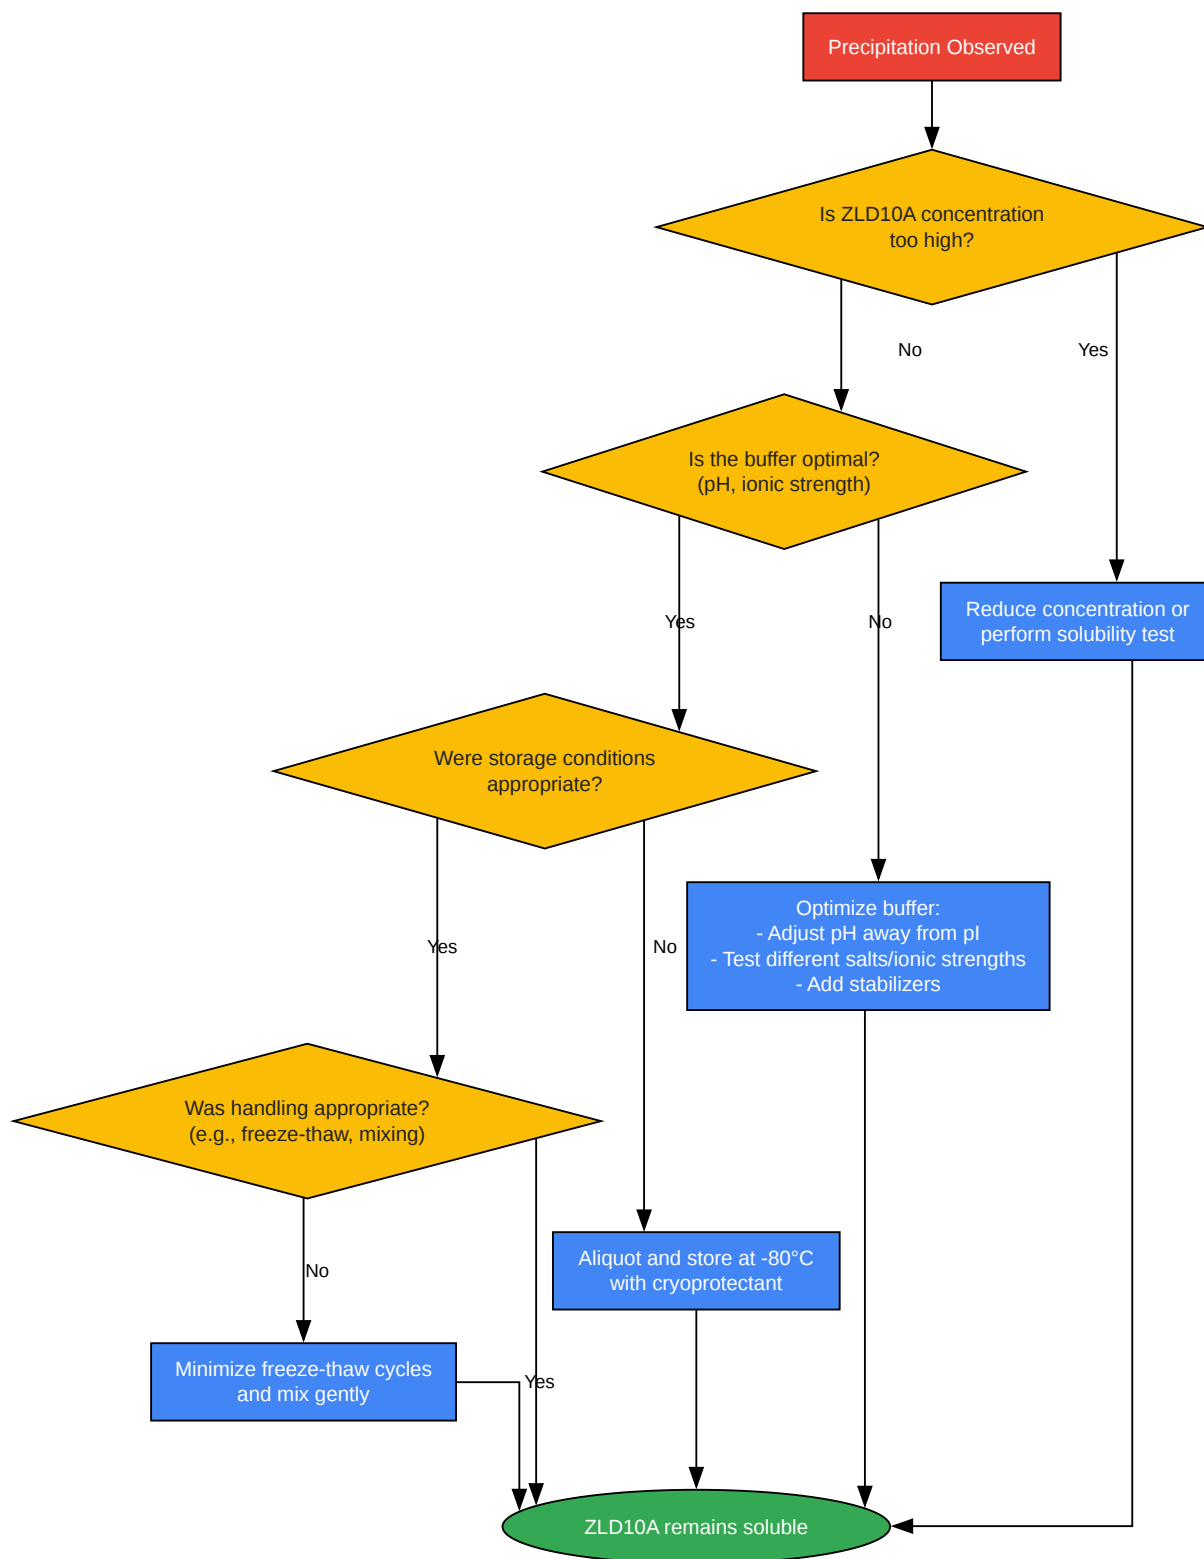 Precipitation Observed
Is ZLD10A concentration
too high?
No
Yes
Is the buffer optimal?
(pH, ionic strength)
Yes
No
Reduce concentration or
perform solubility test
Were storage conditions
appropriate?
Yes
No
Optimize buffer:
- Adjust pH away from pI
- Test different salts/ionic strengths
- Add stabilizers
Was handling appropriate?
(e.g., freeze-thaw, mixing)
No
Aliquot and store at -80°C
with cryoprotectant
Minimize freeze-thaw cycles
and mix gently
Yes
ZLD10A remains soluble